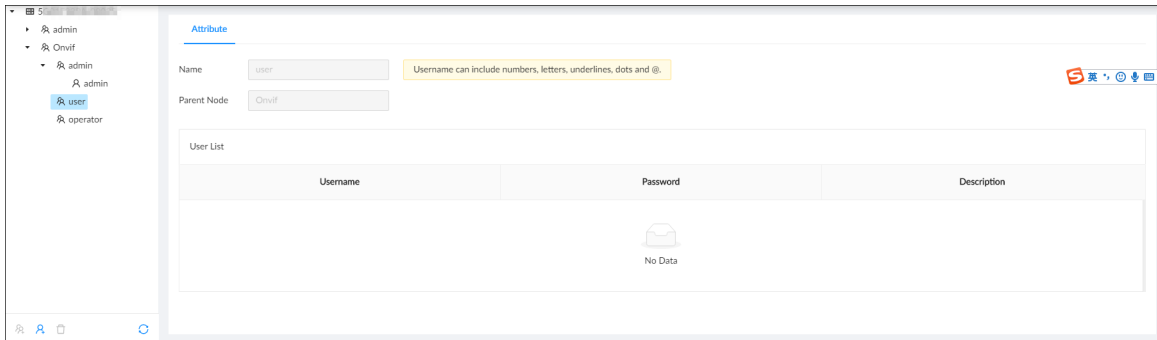 admin
Onvif
admin
admin
user
operator
Attribute
Name
user
Username can include numbers, letters, underlines, dots and @.
Parent Node
Onvif
User List
Username Password Description
No Data
英